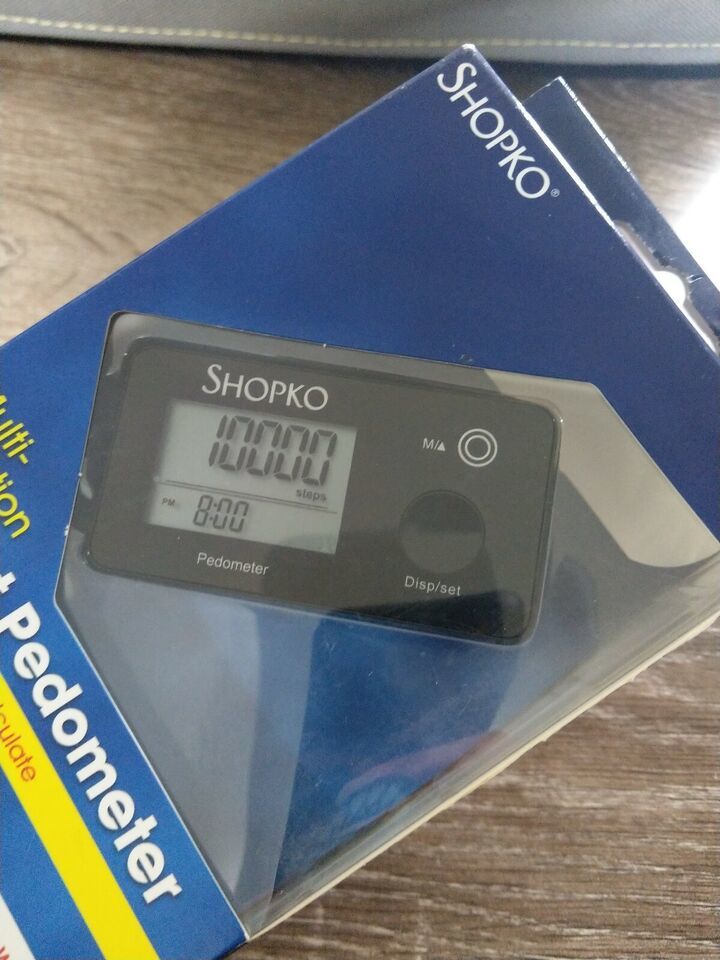 SHOPKO®
SHOPKO
10000
steps
PM 8:00
Pedometer
M/▲
Disp/set
Pedometer